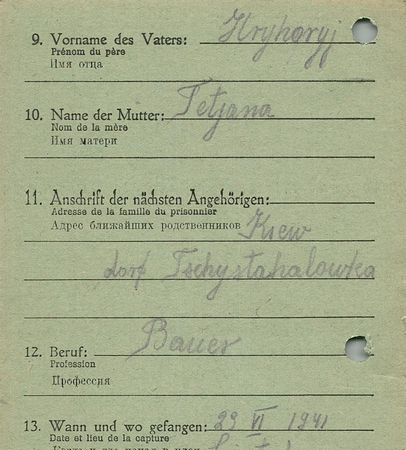 9. Vorname des Vaters: Hryhoryj
Prénom du père
Имя отца
10. Name der Mutter: Tetjana
Nom de la mère
Имя матери
11. Anschrift der nächsten Angehörigen:
Adresse de la famille du prisonnier
Адрес ближайших родственников Kiew
dorf Tschystahalowka
12. Beruf: Bauer
Profession
Профессия
13. Wann und wo gefangen: 29 VI 1941
Date et lieu de la capture